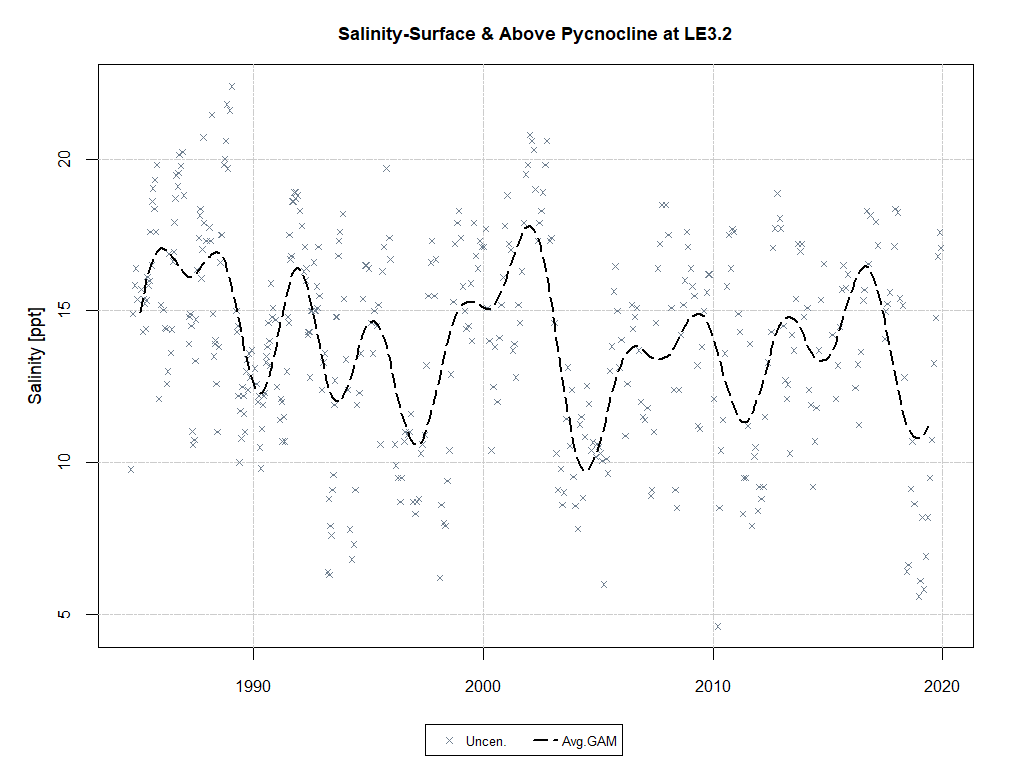 Salinity-Surface & Above Pycnocline at LE3.2
Salinity [ppt]
20
15
10
5
1990 2000 2010 2020
Uncen. Avg.GAM